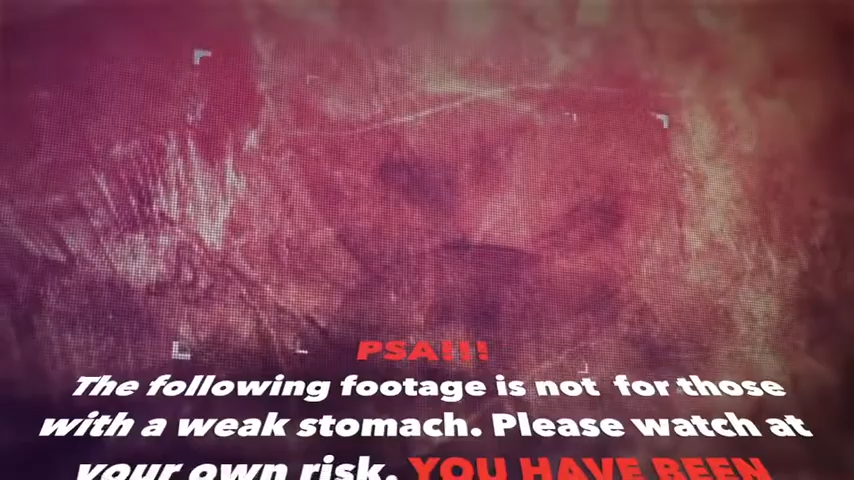 PSA!!!
The following footage is not for those
with a weak stomach. Please watch at
your own risk. YOU HAVE BEEN